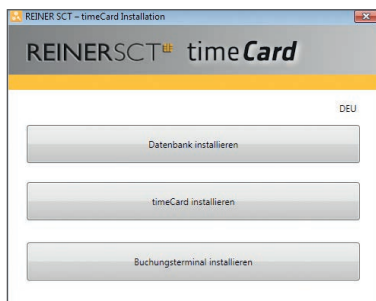 REINER SCT – timeCard Installation
REINERSCT timeCard
DEU
Datenbank installieren
timeCard installieren
Buchungsterminal installieren